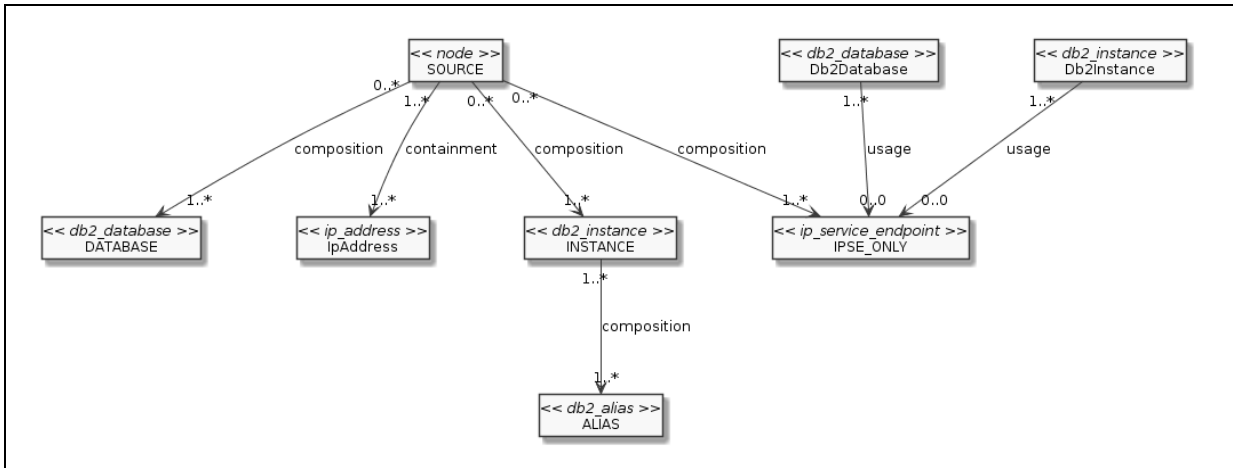 << node >>
SOURCE
<< db2_database >>
Db2Database
<< db2_instance >>
Db2Instance
0..*
1..*
0..*
0..*
1..*
1..*
composition
containment
composition
composition
usage
usage
1..*
1..*
1..*
1..*
0..0
0..0
<< db2_database >>
DATABASE
<< ip_address >>
IpAddress
<< db2_instance >>
INSTANCE
<< ip_service_endpoint >>
IPSE_ONLY
1..*
composition
1..*
<< db2_alias >>
ALIAS